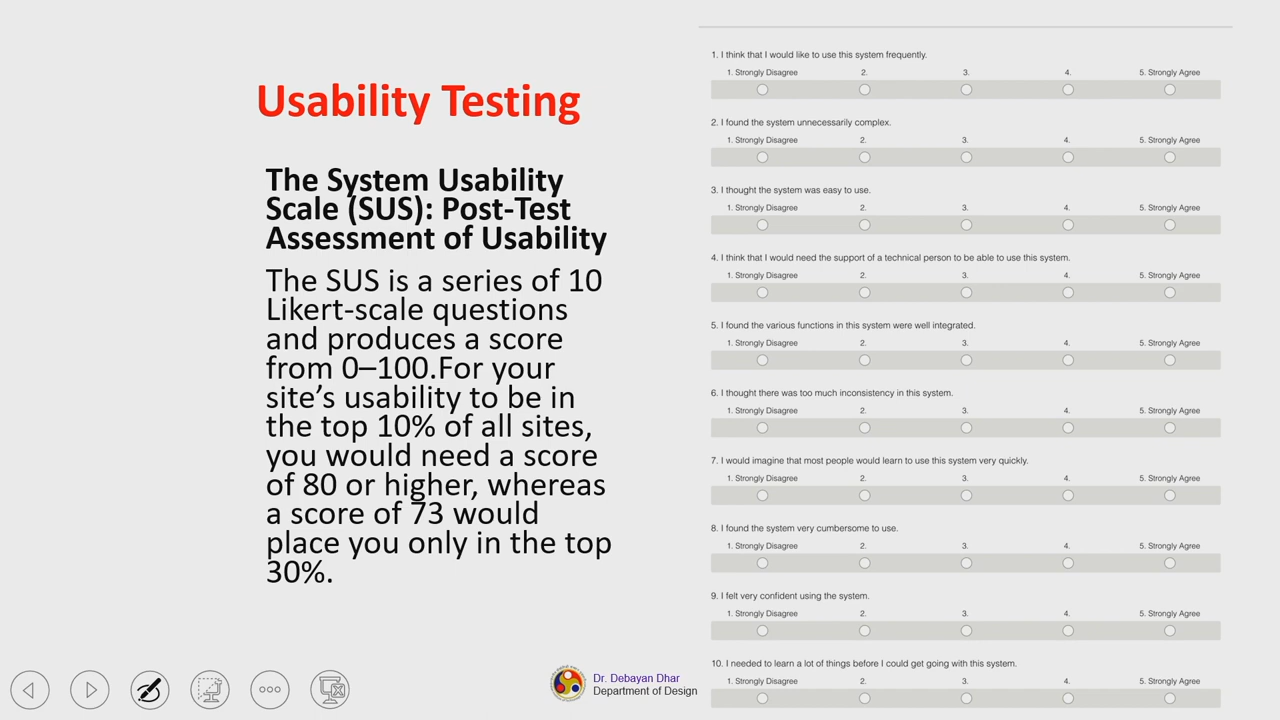 Usability Testing
The System Usability
Scale (SUS): Post-Test
Assessment of Usability
The SUS is a series of 10
Likert-scale questions
and produces a score
from 0–100.For your
site’s usability to be in
the top 10% of all sites,
you would need a score
of 80 or higher, whereas
a score of 73 would
place you only in the top
30%.
Dr. Debayan Dhar
Department of Design
1. I think that I would like to use this system frequently.
1. Strongly Disagree 2. 3. 4. 5. Strongly Agree
2. I found the system unnecessarily complex.
1. Strongly Disagree 2. 3. 4. 5. Strongly Agree
3. I thought the system was easy to use.
1. Strongly Disagree 2. 3. 4. 5. Strongly Agree
4. I think that I would need the support of a technical person to be able to use this system.
1. Strongly Disagree 2. 3. 4. 5. Strongly Agree
5. I found the various functions in this system were well integrated.
1. Strongly Disagree 2. 3. 4. 5. Strongly Agree
6. I thought there was too much inconsistency in this system.
1. Strongly Disagree 2. 3. 4. 5. Strongly Agree
7. I would imagine that most people would learn to use this system very quickly.
1. Strongly Disagree 2. 3. 4. 5. Strongly Agree
8. I found the system very cumbersome to use.
1. Strongly Disagree 2. 3. 4. 5. Strongly Agree
9. I felt very confident using the system.
1. Strongly Disagree 2. 3. 4. 5. Strongly Agree
10. I needed to learn a lot of things before I could get going with this system.
1. Strongly Disagree 2. 3. 4. 5. Strongly Agree